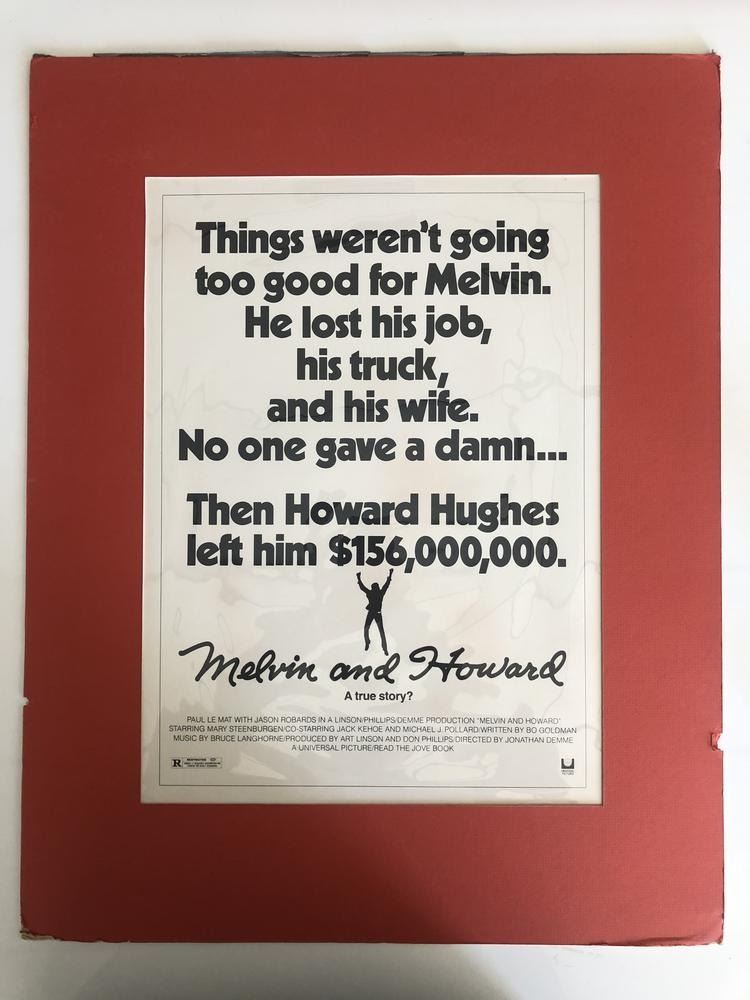 Things weren't going
too good for Melvin.
He lost his job,
his truck,
and his wife.
No one gave a damn...
Then Howard Hughes
left him $156,000,000.
Melvin and Howard
A true story?
PAUL LE MAT WITH JASON ROBARDS IN A LINSON/PHILLIPS/DEMME PRODUCTION "MELVIN AND HOWARD"
STARRING MARY STEENBURGEN/CO-STARRING JACK KEHOE AND MICHAEL J. POLLARD/WRITTEN BY BO GOLDMAN
MUSIC BY BRUCE LANGHORNE/PRODUCED BY ART LINSON AND DON PHILLIPS/DIRECTED BY JONATHAN DEMME
A UNIVERSAL PICTURE/READ THE JOVE BOOK
R RESTRICTED